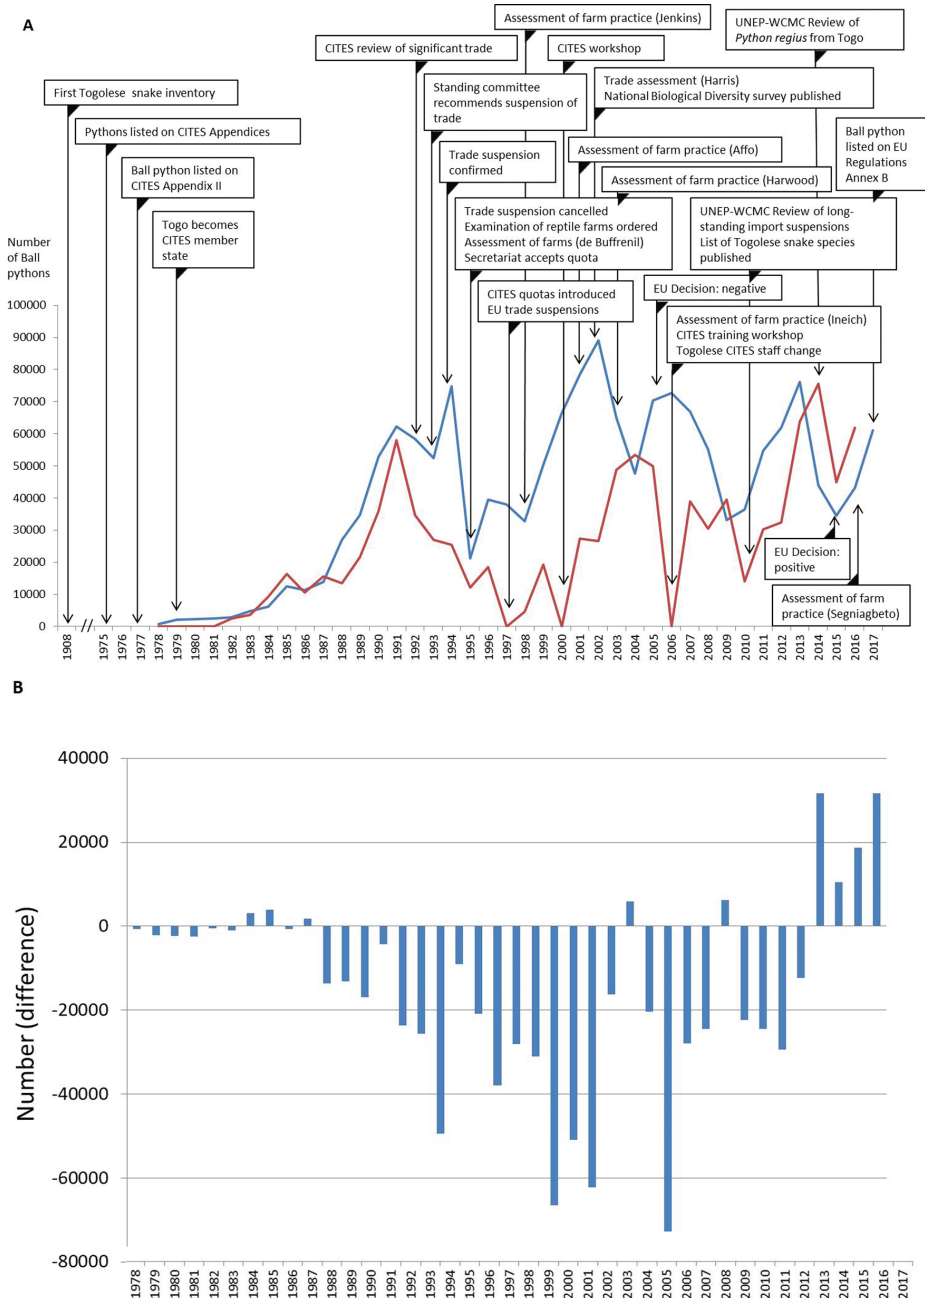 A
Assessment of farm practice (Jenkins)
UNEP-WCMC Review of
Python regius from Togo
CITES review of significant trade
CITES workshop
First Togolese snake inventory
Standing committee
recommends suspension of
trade
Trade assessment (Harris)
National Biological Diversity survey published
Pythons listed on CITES Appendices
Ball python
listed on EU
Regulations
Annex B
Trade suspension
confirmed
Assessment of farm practice (Affo)
Ball python listed on
CITES Appendix II
Assessment of farm practice (Harwood)
Togo becomes
CITES member
state
Trade suspension cancelled
Examination of reptile farms ordered
Assessment of farms (de Buffrenil)
Secretariat accepts quota
UNEP-WCMC Review of long-
standing import suspensions
List of Togolese snake species
published
Number
of Ball
pythons
CITES quotas introduced
EU trade suspensions
EU Decision: negative
Assessment of farm practice (Ineich)
CITES training workshop
Togolese CITES staff change
100000
90000
80000
70000
60000
50000
40000
30000
20000
10000
0
EU Decision:
positive
Assessment of farm
practice (Segniagbeto)
1908 // 1975 1976 1977 1978 1979 1980 1981 1982 1983 1984 1985 1986 1987 1988 1989 1990 1991 1992 1993 1994 1995 1996 1997 1998 1999 2000 2001 2002 2003 2004 2005 2006 2007 2008 2009 2010 2011 2012 2013 2014 2015 2016 2017
B
Number (difference)
40000
20000
0
-20000
-40000
-60000
-80000
1978 1979 1980 1981 1982 1983 1984 1985 1986 1987 1988 1989 1990 1991 1992 1993 1994 1995 1996 1997 1998 1999 2000 2001 2002 2003 2004 2005 2006 2007 2008 2009 2010 2011 2012 2013 2014 2015 2016 2017